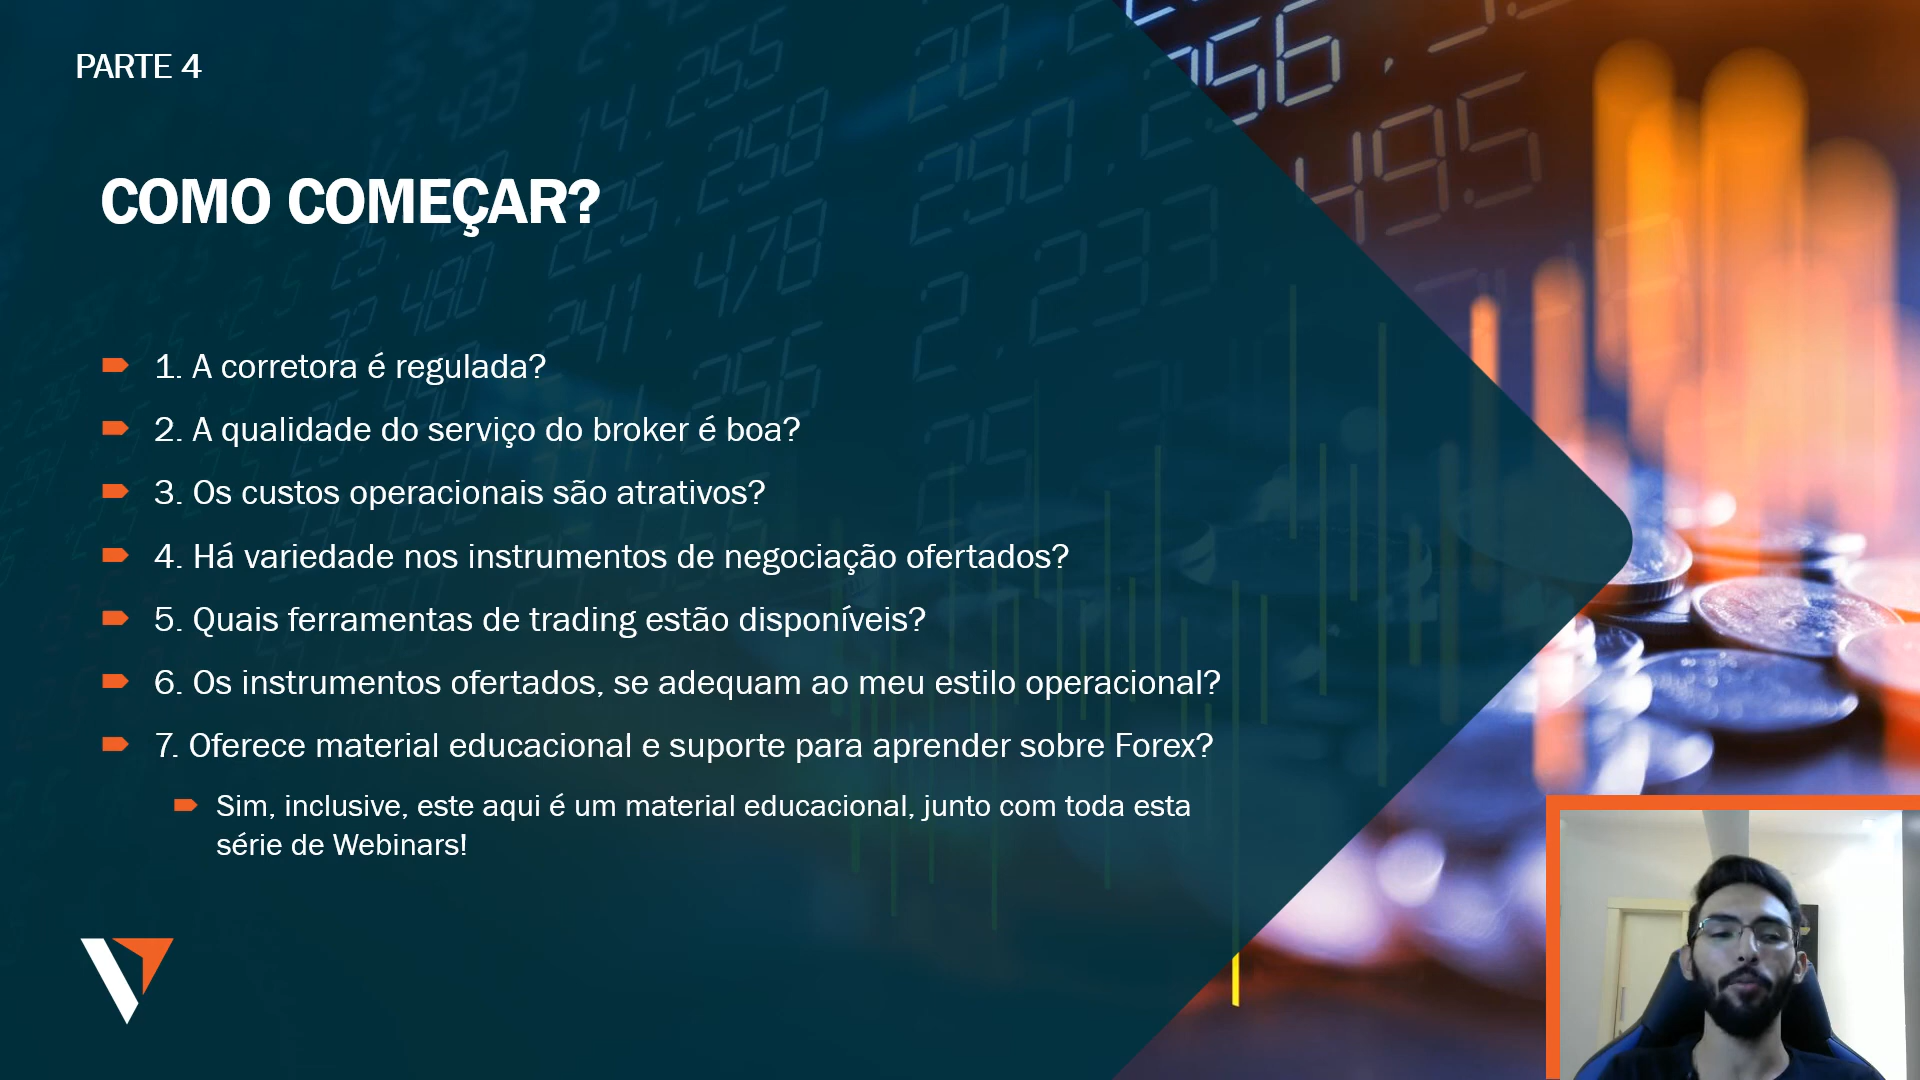 PARTE 4
COMO COMEÇAR?
1. A corretora é regulada?
2. A qualidade do serviço do broker é boa?
3. Os custos operacionais são atrativos?
4. Há variedade nos instrumentos de negociação ofertados?
5. Quais ferramentas de trading estão disponíveis?
6. Os instrumentos ofertados, se adequam ao meu estilo operacional?
7. Oferece material educacional e suporte para aprender sobre Forex?
Sim, inclusive, este aqui é um material educacional, junto com toda esta
série de Webinars!